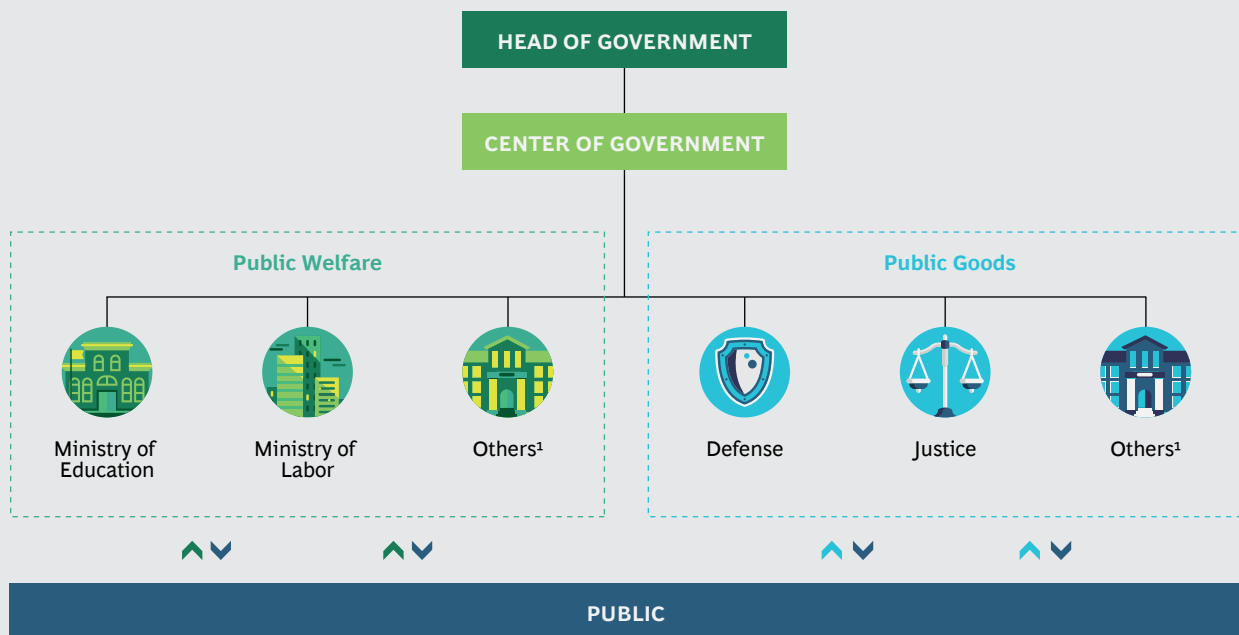 HEAD OF GOVERNMENT
CENTER OF GOVERNMENT
Public Welfare
Public Goods
Ministry of
Education
Ministry of
Labor
Others¹
Defense
Justice
Others¹
PUBLIC